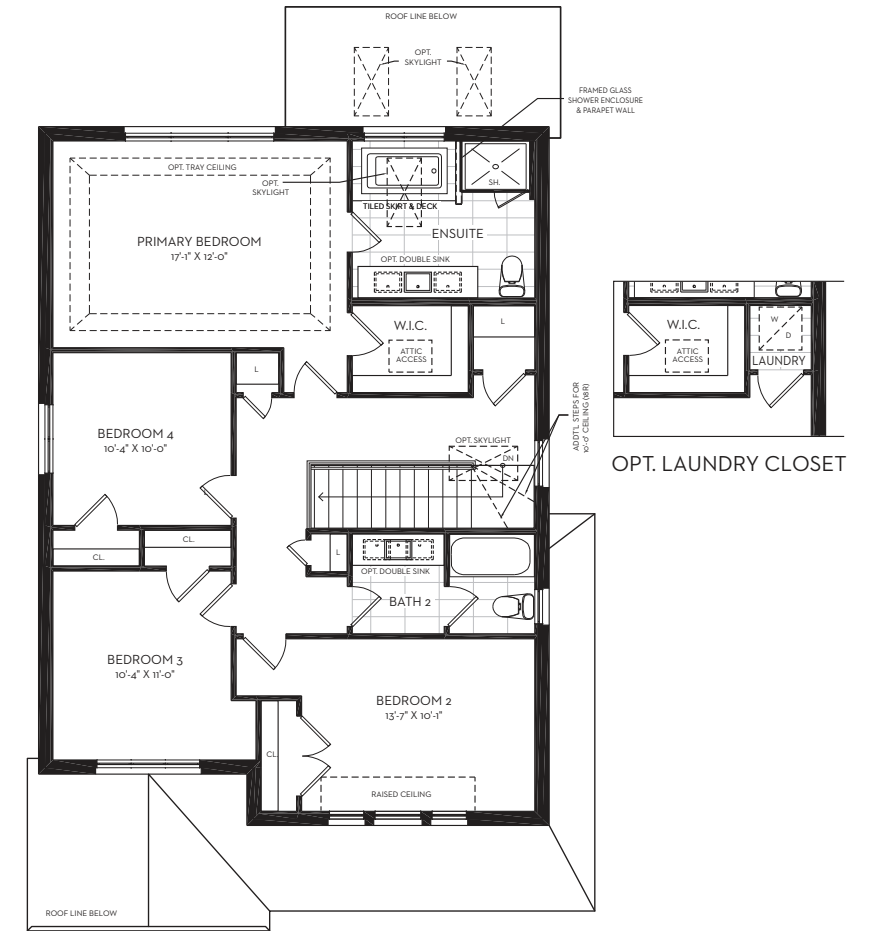 ROOF LINE BELOW
OPT.
SKYLIGHT
FRAMED GLASS
SHOWER ENCLOSURE
& PARAPET WALL
OPT. TRAY CEILING
OPT.
SKYLIGHT
SH.
TILED SKIRT & DECK
ENSUITE
PRIMARY BEDROOM
17'-1" X 12'-0"
OPT. DOUBLE SINK
W.I.C.
L
ATTIC
ACCESS
L
W.I.C.
W
D
ATTIC
ACCESS
LAUNDRY
OPT. LAUNDRY CLOSET
ADDT'L STEPS FOR
10'-0" CEILING (18R)
BEDROOM 4
10'-4" X 10'-0"
OPT. SKYLIGHT
DN
CL.
CL.
L
OPT. DOUBLE SINK
BATH 2
BEDROOM 3
10'-4" X 11'-0"
BEDROOM 2
13'-7" X 10'-1"
CL.
RAISED CEILING
ROOF LINE BELOW